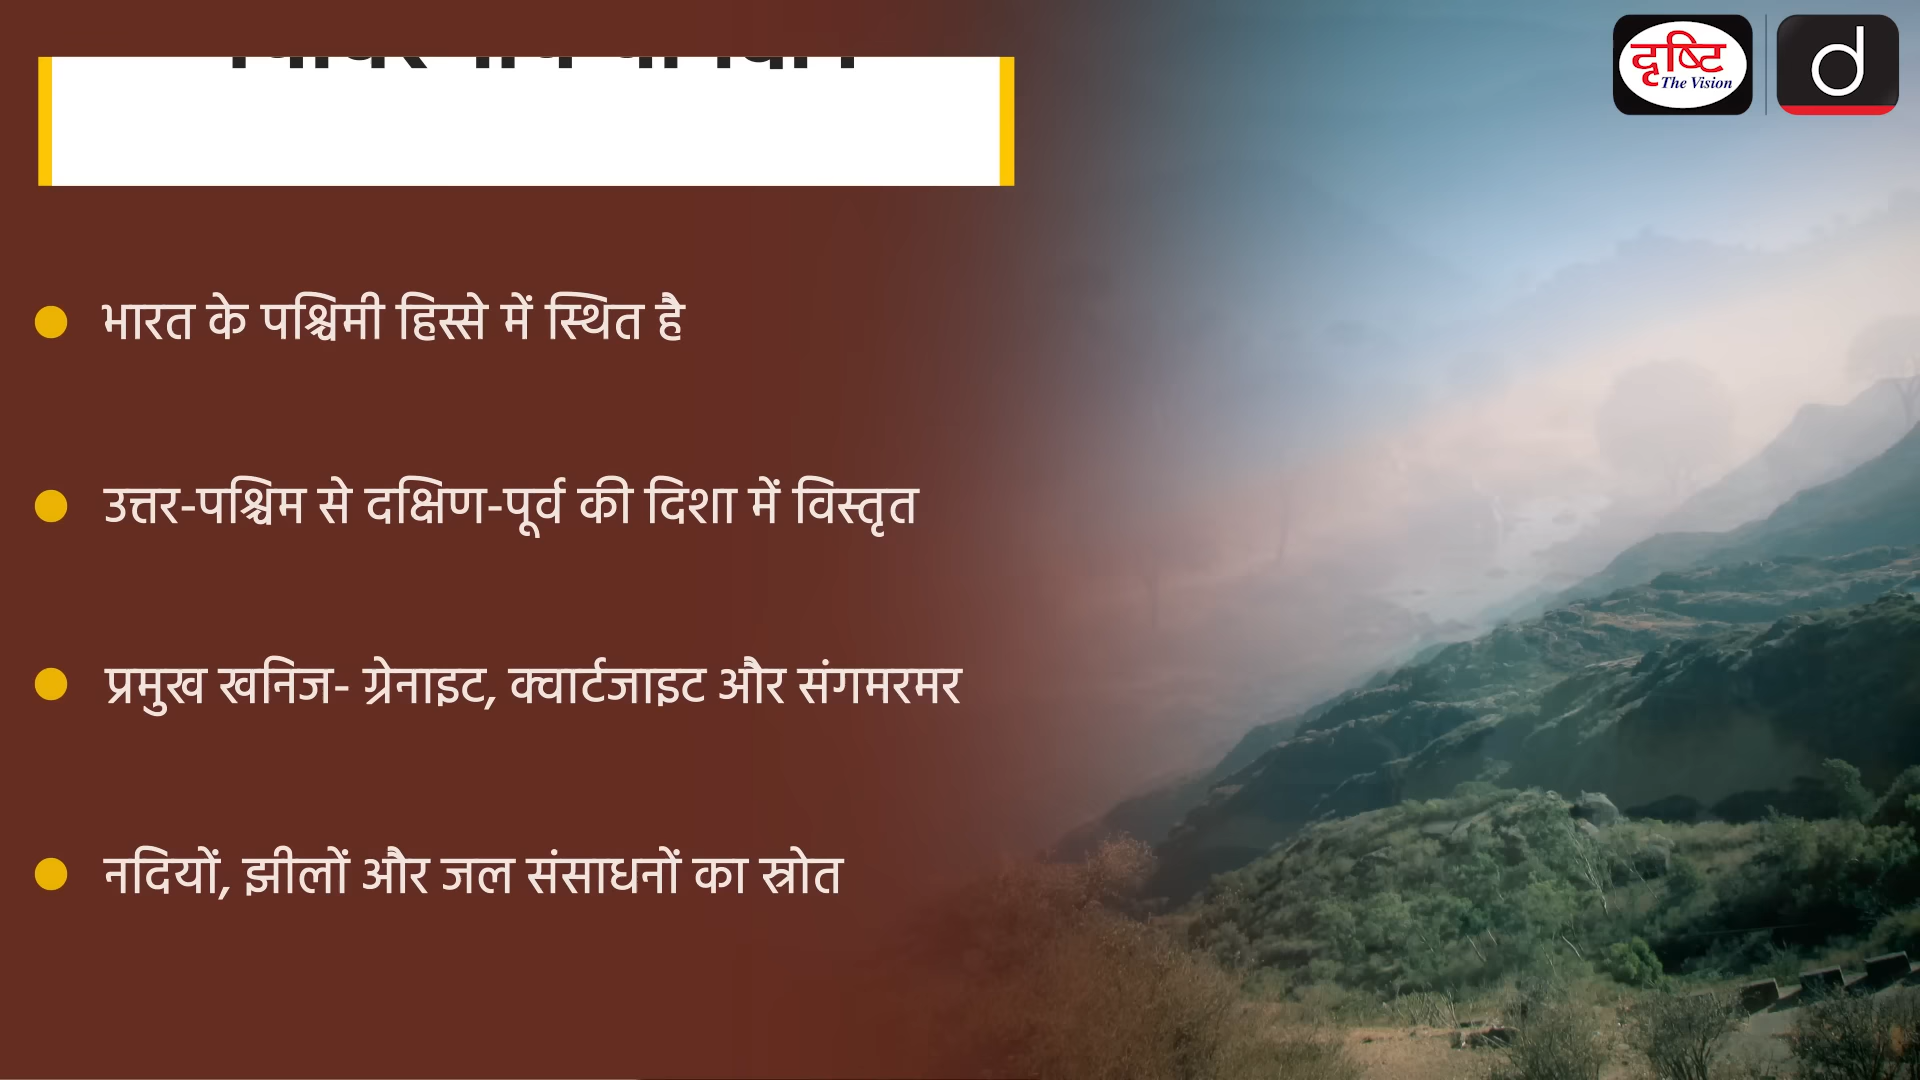 दृष्टि
The Vision
d
भारत के पश्चिमी हिस्से में स्थित है
उत्तर-पश्चिम से दक्षिण-पूर्व की दिशा में विस्तृत
प्रमुख खनिज- ग्रेनाइट, क्वार्टजाइट और संगमरमर
नदियों, झीलों और जल संसाधनों का स्रोत